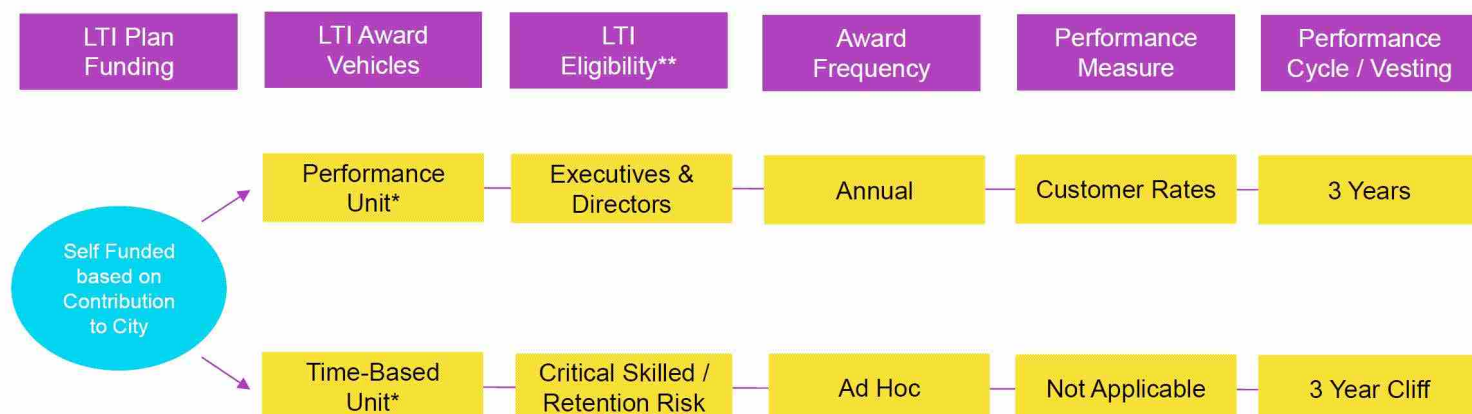 LTI Plan
Funding
LTI Award
Vehicles
LTI
Eligibility**
Award
Frequency
Performance
Measure
Performance
Cycle / Vesting
Performance
Unit*
Executives &
Directors
Annual
Customer Rates
3 Years
Self Funded
based on
Contribution
to City
Time-Based
Unit*
Critical Skilled /
Retention Risk
Ad Hoc
Not Applicable
3 Year Cliff